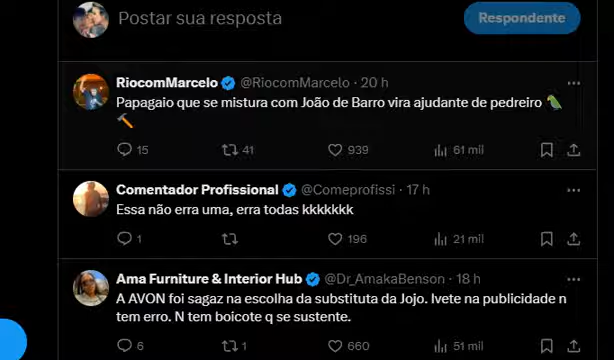 Postar sua resposta
Respondente
RiocomMarcelo @RiocomMarcelo · 20 h
Papagaio que se mistura com João de Barro vira ajudante de pedreiro 🦜
🔨
15 41 939 61 mil
Comentador Profissional @Comeprofissi · 17 h
Essa não erra uma, erra todas kkkkkkk
1 196 21 mil
Ama Furniture & Interior Hub @Dr_AmakaBenson · 18 h
A AVON foi sagaz na escolha da substituta da Jojo. Ivete na publicidade n
tem erro. N tem boicote q se sustente.
6 1 660 51 mil